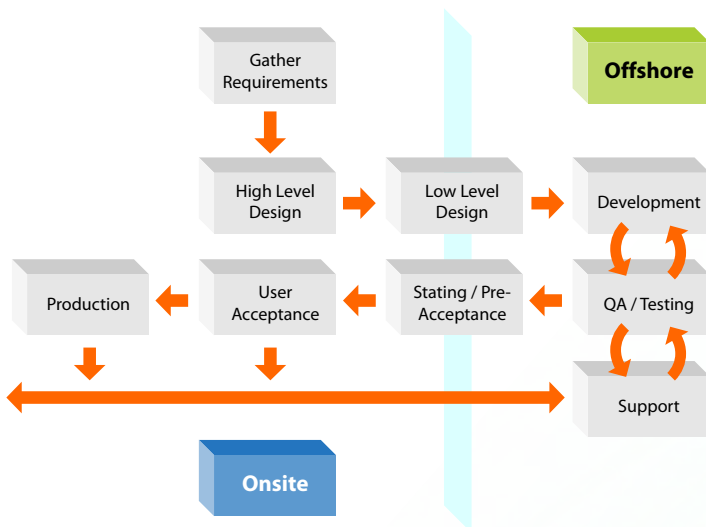 Gather
Requirements
Offshore
High Level
Design
Low Level
Design
Development
Production
User
Acceptance
Stating / Pre-
Acceptance
QA / Testing
Support
Onsite